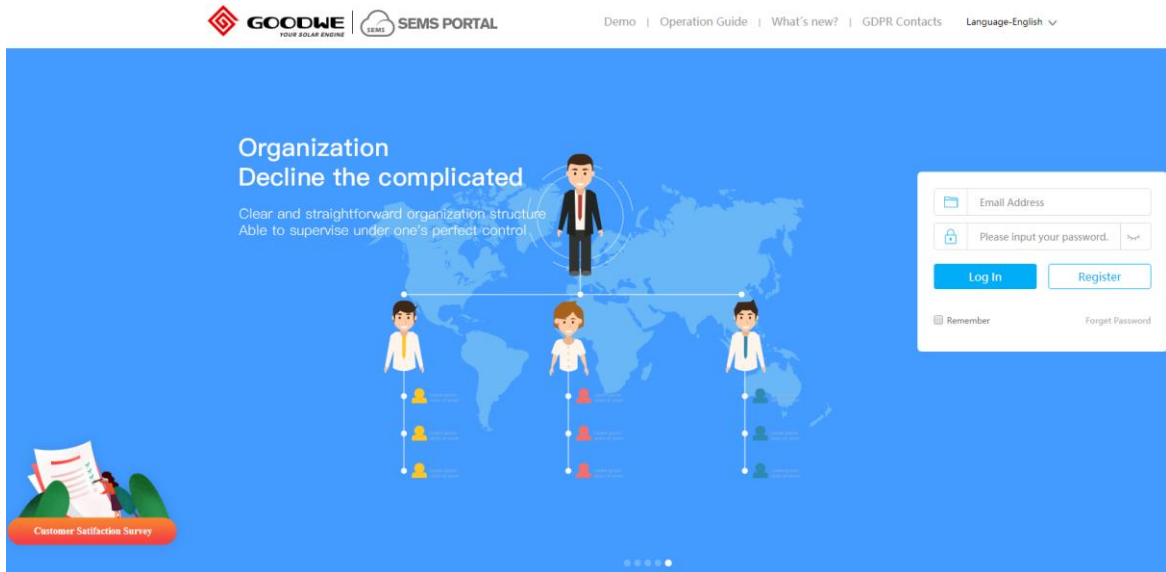 GOODWE
YOUR SOLAR ENGINE
SEMS
SEMS PORTAL
Demo | Operation Guide | What's new? | GDPR Contacts
Language-English
Organization
Decline the complicated
Clear and straightforward organization structure
Able to supervise under one's perfect control
Email Address
Please input your password.
Log In
Register
Remember
Forget Password
Customer Satifaction Survey